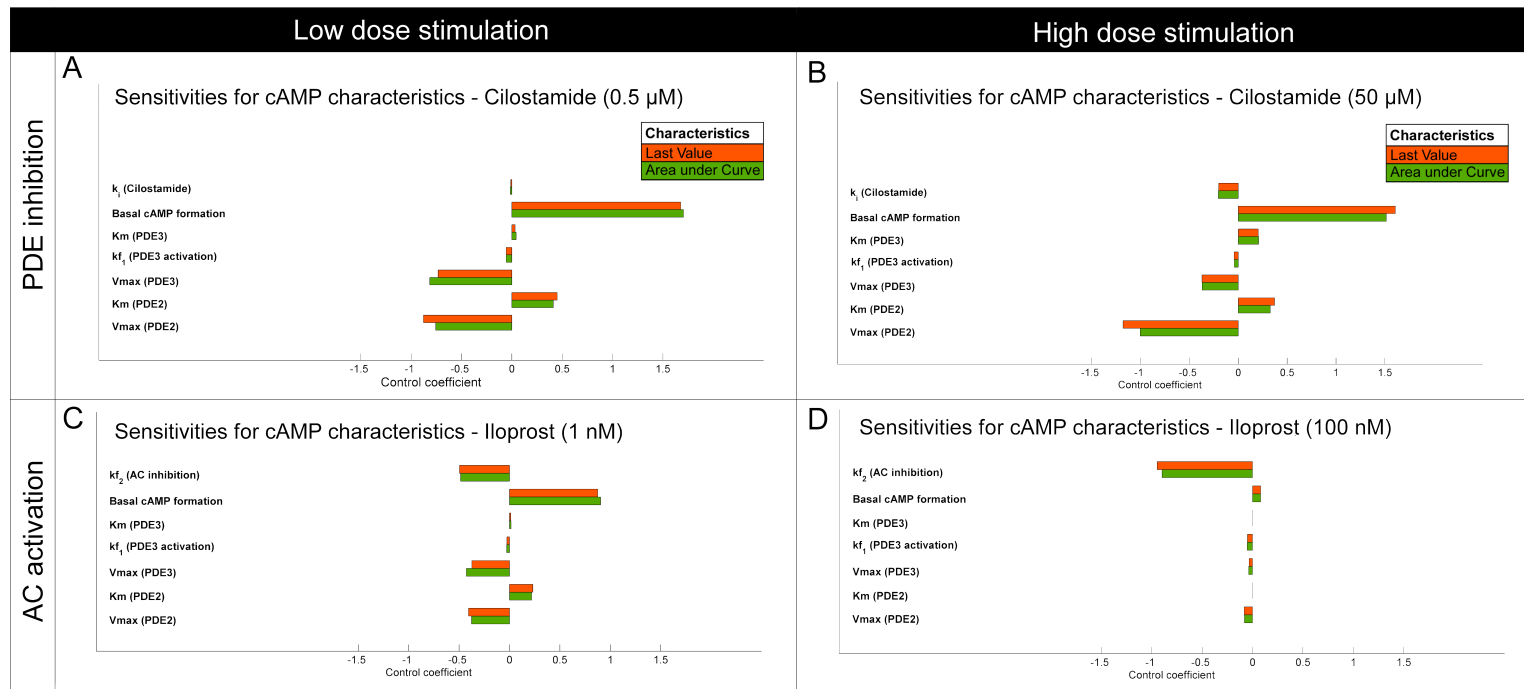 Low dose stimulation
High dose stimulation
PDE inhibition
A
Sensitivities for cAMP characteristics - Cilostamide (0.5 µM)
Characteristics
Last Value
Area under Curve
ki (Cilostamide)
Basal cAMP formation
Km (PDE3)
kf1 (PDE3 activation)
Vmax (PDE3)
Km (PDE2)
Vmax (PDE2)
-1.5 -1 -0.5 0 0.5 1 1.5
Control coefficient
B
Sensitivities for cAMP characteristics - Cilostamide (50 µM)
Characteristics
Last Value
Area under Curve
ki (Cilostamide)
Basal cAMP formation
Km (PDE3)
kf1 (PDE3 activation)
Vmax (PDE3)
Km (PDE2)
Vmax (PDE2)
-1.5 -1 -0.5 0 0.5 1 1.5
Control coefficient
AC activation
C
Sensitivities for cAMP characteristics - Iloprost (1 nM)
kf2 (AC inhibition)
Basal cAMP formation
Km (PDE3)
kf1 (PDE3 activation)
Vmax (PDE3)
Km (PDE2)
Vmax (PDE2)
-1.5 -1 -0.5 0 0.5 1 1.5
Control coefficient
D
Sensitivities for cAMP characteristics - Iloprost (100 nM)
kf2 (AC inhibition)
Basal cAMP formation
Km (PDE3)
kf1 (PDE3 activation)
Vmax (PDE3)
Km (PDE2)
Vmax (PDE2)
-1.5 -1 -0.5 0 0.5 1 1.5
Control coefficient